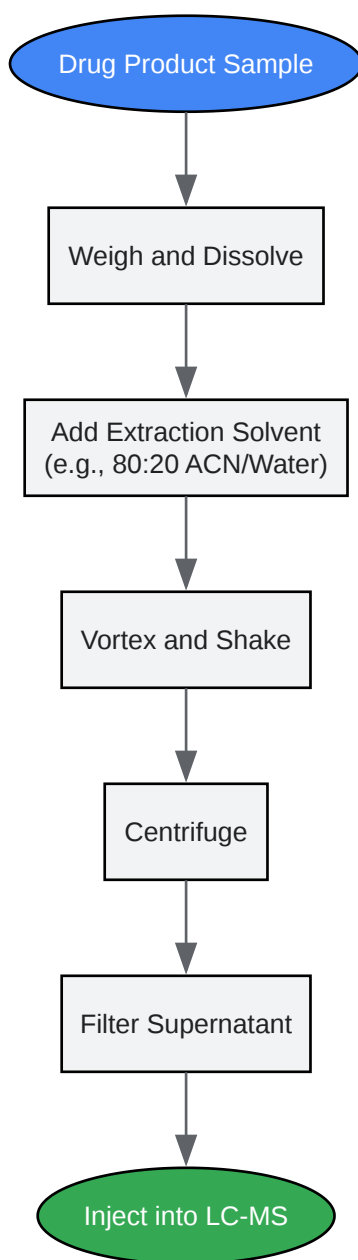 Drug Product Sample
Weigh and Dissolve
Add Extraction Solvent
(e.g., 80:20 ACN/Water)
Vortex and Shake
Centrifuge
Filter Supernatant
Inject into LC-MS